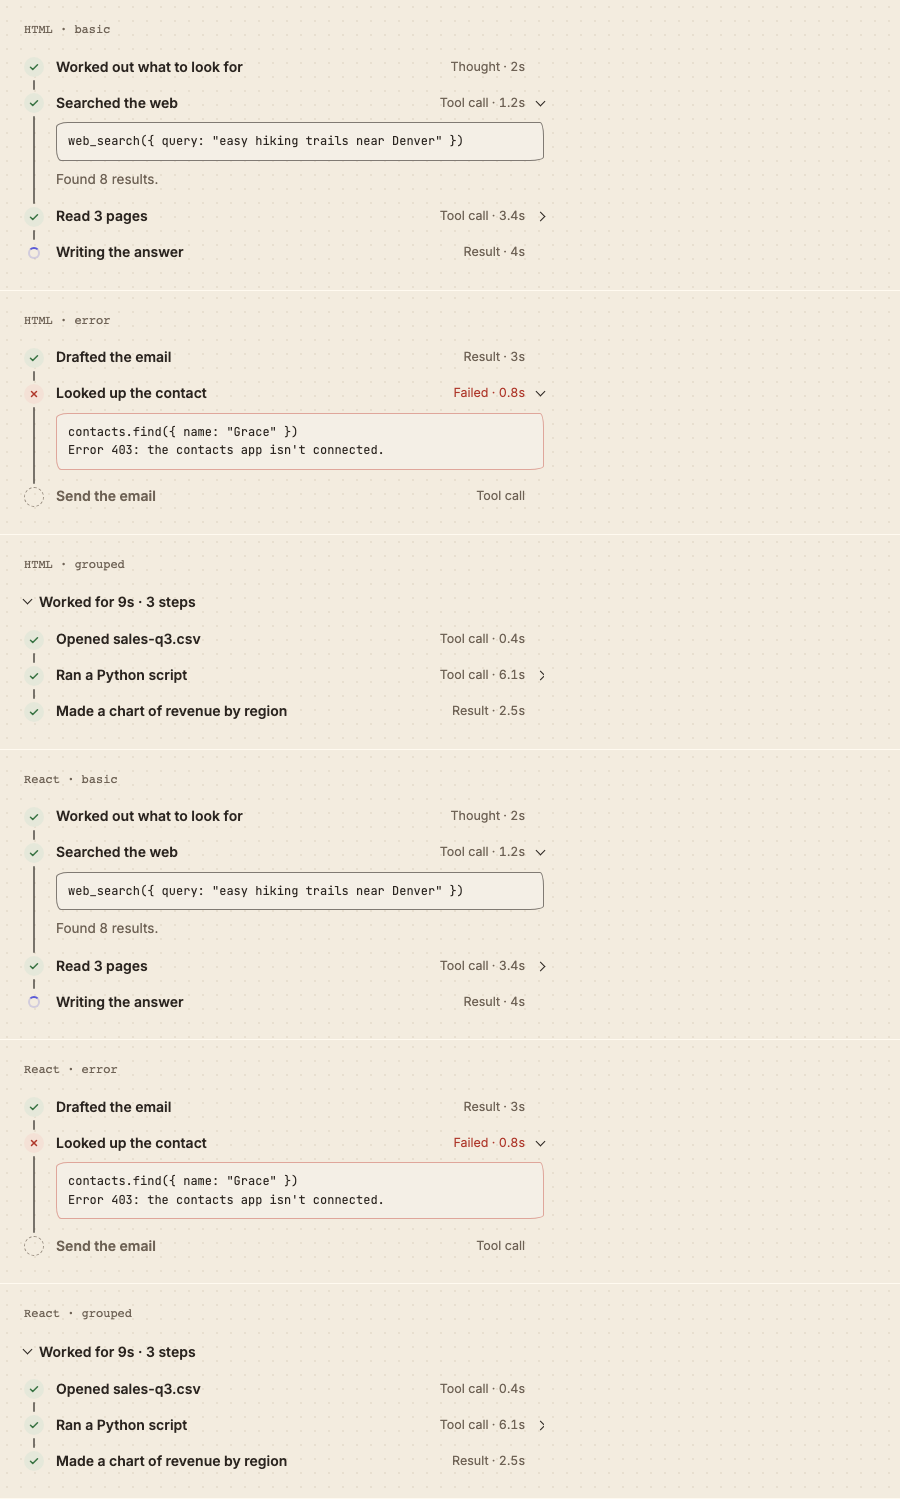 HTML · basic
Worked out what to look for Thought · 2s
Searched the web Tool call · 1.2s
web_search({ query: "easy hiking trails near Denver" })
Found 8 results.
Read 3 pages Tool call · 3.4s
Writing the answer Result · 4s
HTML · error
Drafted the email Result · 3s
Looked up the contact Failed · 0.8s
contacts.find({ name: "Grace" })
Error 403: the contacts app isn't connected.
Send the email Tool call
HTML · grouped
Worked for 9s · 3 steps
Opened sales-q3.csv Tool call · 0.4s
Ran a Python script Tool call · 6.1s
Made a chart of revenue by region Result · 2.5s
React · basic
Worked out what to look for Thought · 2s
Searched the web Tool call · 1.2s
web_search({ query: "easy hiking trails near Denver" })
Found 8 results.
Read 3 pages Tool call · 3.4s
Writing the answer Result · 4s
React · error
Drafted the email Result · 3s
Looked up the contact Failed · 0.8s
contacts.find({ name: "Grace" })
Error 403: the contacts app isn't connected.
Send the email Tool call
React · grouped
Worked for 9s · 3 steps
Opened sales-q3.csv Tool call · 0.4s
Ran a Python script Tool call · 6.1s
Made a chart of revenue by region Result · 2.5s